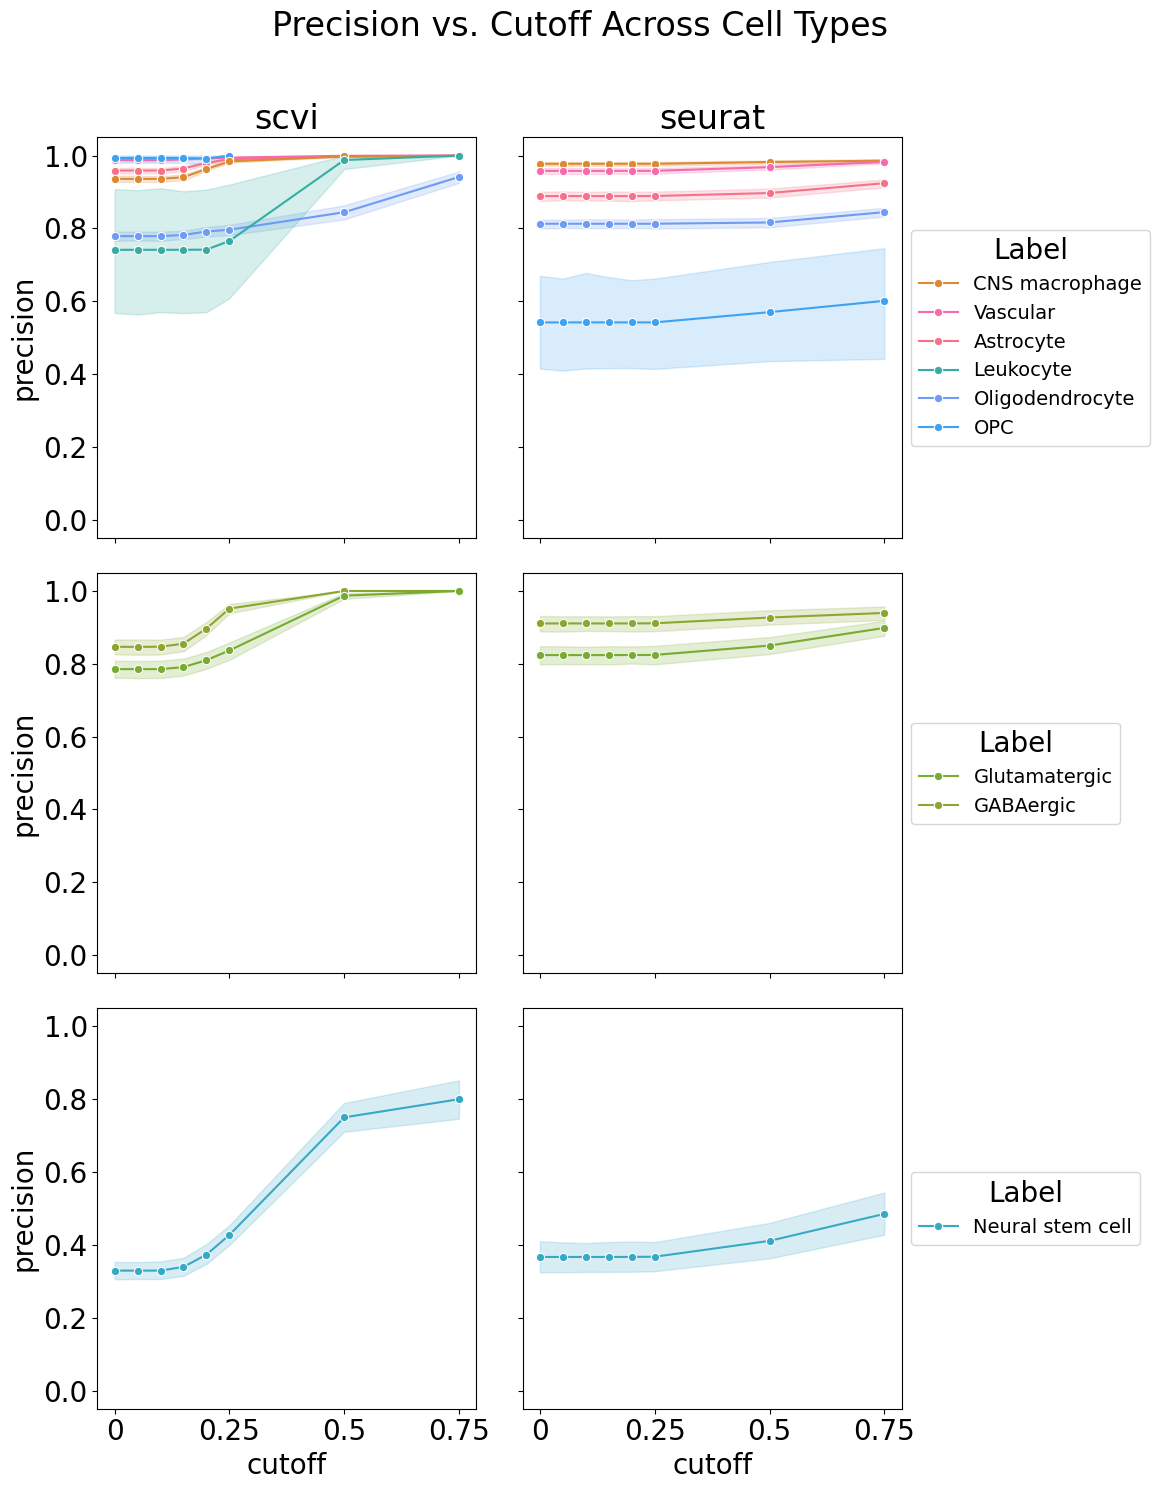 Precision vs. Cutoff Across Cell Types
scvi
seurat
precision
1.0
0.8
0.6
0.4
0.2
0.0
Label
CNS macrophage
Vascular
Astrocyte
Leukocyte
Oligodendrocyte
OPC
precision
1.0
0.8
0.6
0.4
0.2
0.0
Label
Glutamatergic
GABAergic
precision
1.0
0.8
0.6
0.4
0.2
0.0
Label
Neural stem cell
0 0.25 0.5 0.75
cutoff
0 0.25 0.5 0.75
cutoff